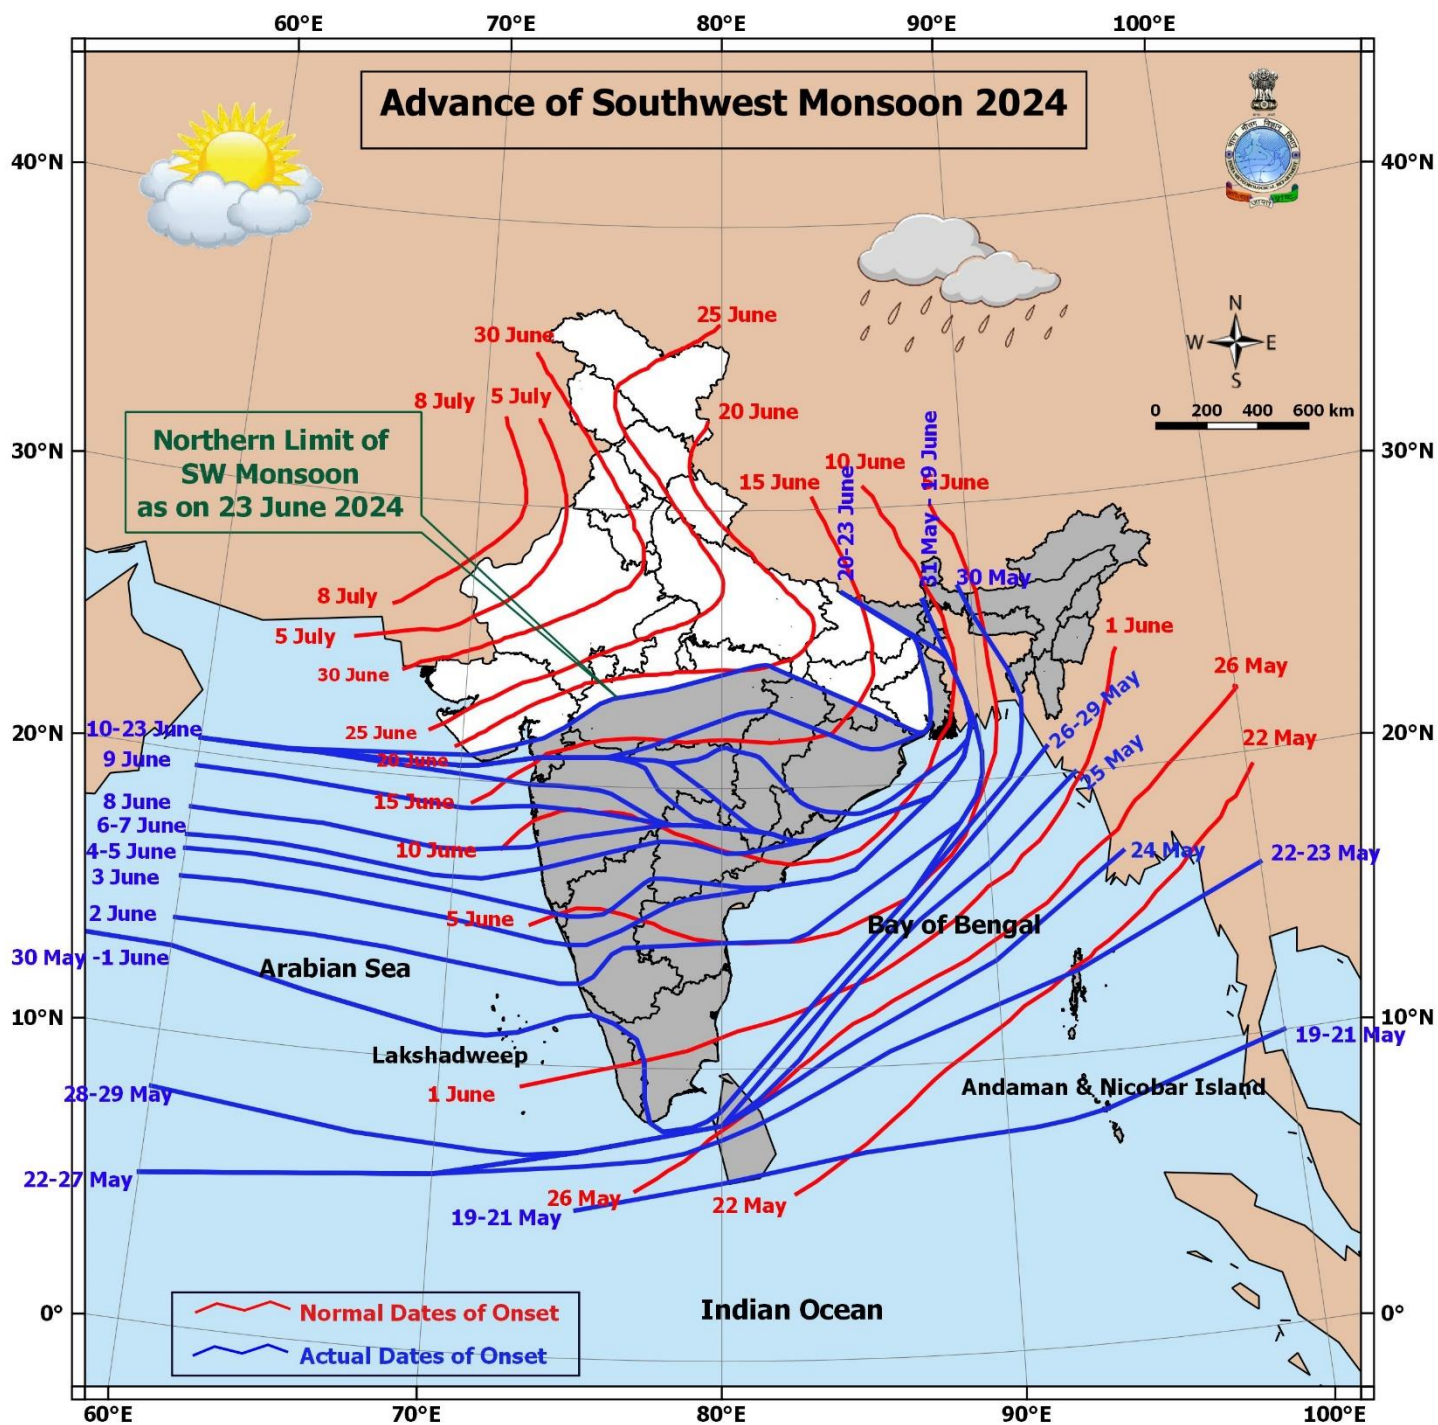 60°E 70°E 80°E 90°E 100°E
Advance of Southwest Monsoon 2024
40°N 40°N
N
W E
S
25 June
30 June
8 July 5 July
20 June
0 200 400 600 km
Northern Limit of
SW Monsoon
as on 23 June 2024
30°N 30°N
10 June
15 June
20-23 June
31 May - 19 June
June
30 May
8 July
5 July
1 June
30 June
26 May
26-29 May
10-23 June
20°N 20°N
25 June
22 May
9 June
20 June
25 May
8 June
15 June
6-7 June
4-5 June
10 June
24 May
22-23 May
3 June
2 June
5 June
Bay of Bengal
30 May -1 June
Arabian Sea
10°N 10°N
19-21 May
Lakshadweep
28-29 May
1 June
Andaman & Nicobar Island
22-27 May
26 May
22 May
19-21 May
0° 0°
Indian Ocean
Normal Dates of Onset
Actual Dates of Onset
60°E 70°E 80°E 90°E 100°E